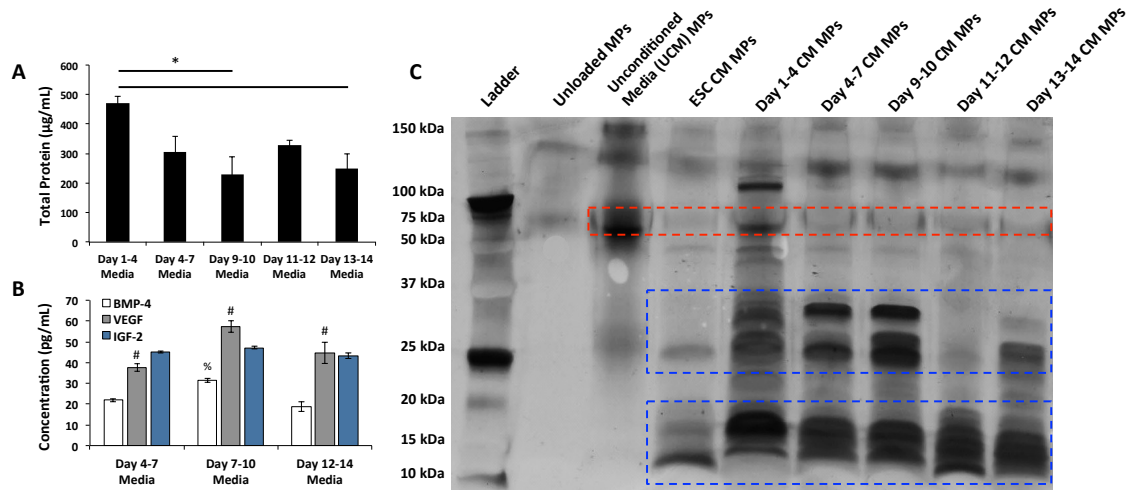 A
*
600
500
400
300
200
100
0
Total Protein (μg/mL)
Day 1-4 Media
Day 4-7 Media
Day 9-10 Media
Day 11-12 Media
Day 13-14 Media
B
BMP-4
VEGF
IGF-2
70
60
50
40
30
20
10
0
Concentration (pg/mL)
#
%
#
#
Day 4-7 Media
Day 7-10 Media
Day 12-14 Media
C
Ladder
Unloaded MPs
Unconditioned
Media (UCM) MPs
ESC CM MPs
Day 1-4 CM MPs
Day 4-7 CM MPs
Day 9-10 CM MPs
Day 11-12 CM MPs
Day 13-14 CM MPs
150 kDa
100 kDa
75 kDa
50 kDa
37 kDa
25 kDa
20 kDa
15 kDa
10 kDa